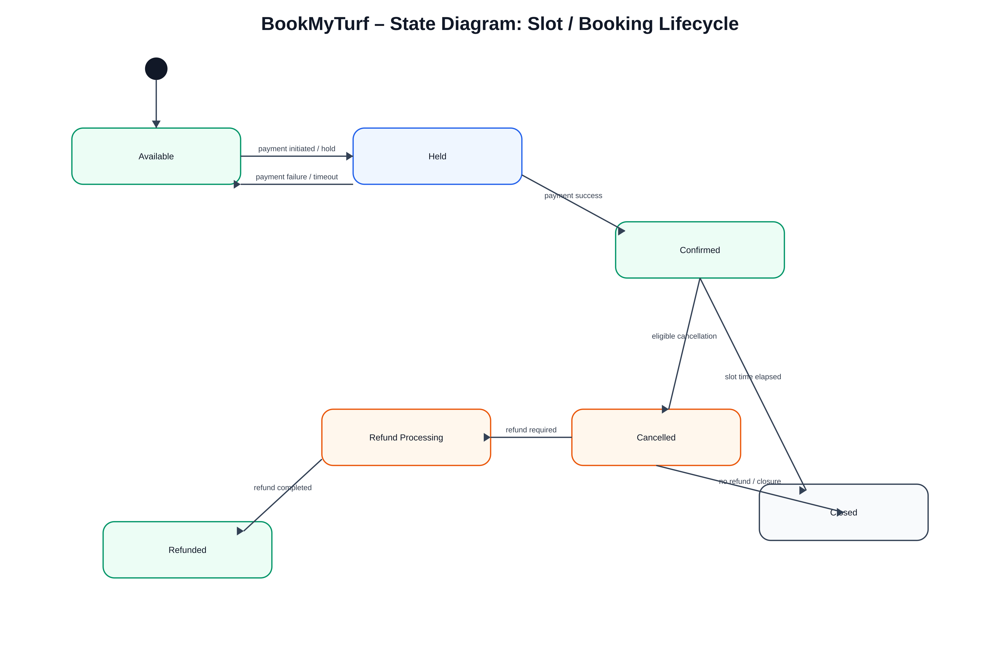 BookMyTurf – State Diagram: Slot / Booking Lifecycle
Available
payment initiated / hold
Held
payment failure / timeout
payment success
Confirmed
eligible cancellation
slot time elapsed
Refund Processing
refund required
Cancelled
no refund / closure
refund completed
Closed
Refunded